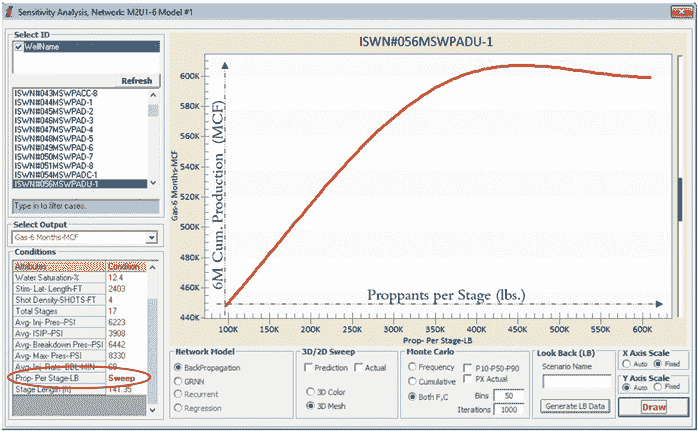 Sensitivity Analysis, Network: M2U1-6 Model #1
Select ID
WellName
Refresh
ISWN#043MSWPACC-8
ISWN#044MSWPAD-1
ISWN#045MSWPAD-2
ISWN#046MSWPAD-3
ISWN#047MSWPAD-4
ISWN#048MSWPAD-5
ISWN#049MSWPAD-6
ISWN#050MSWPAD-7
ISWN#051MSWPAD-8
ISWN#054MSWPADC-1
ISWN#056MSWPADU-1
Type in to filter cases.
Select Output
Gas-6 Months-MCF
Conditions
Attributes Condition
Water Saturation-% 12.4
Stim- Lat- Length-FT 2403
Shot Density-SHOTS-FT 4
Total Stages 17
Avg- Inj- Pres--PSI 6223
Avg- ISIP--PSI 3908
Avg- Breakdown Pres--PSI 6442
Avg- Max- Pres--PSI 8330
Avg- Inj- Rate-BBL-MIN 69
Prop- Per Stage-LB Sweep
Stage Length [ft] 141.35
ISWN#056MSWPADU-1
Gas-6 Months-MCF
6M Cum. Production (MCF)
600K
580K
560K
540K
520K
500K
480K
460K
440K
Proppants per Stage (lbs.)
100K 150K 200K 250K 300K 350K 400K 450K 500K 550K 600K
Prop- Per Stage-LB
Network Model
BackPropagation
GRNN
Recurrent
Regression
3D/2D Sweep
Prediction Actual
3D Color
3D Mesh
Monte Carlo
Frequency P10-P50-P90
Cumulative PX Actual
Both F,C Bins 50
Iterations 1000
Look Back (LB)
Scenario Name
Generate LB Data
X Axis Scale
Auto Fixed
Y Axis Scale
Auto Fixed
Draw